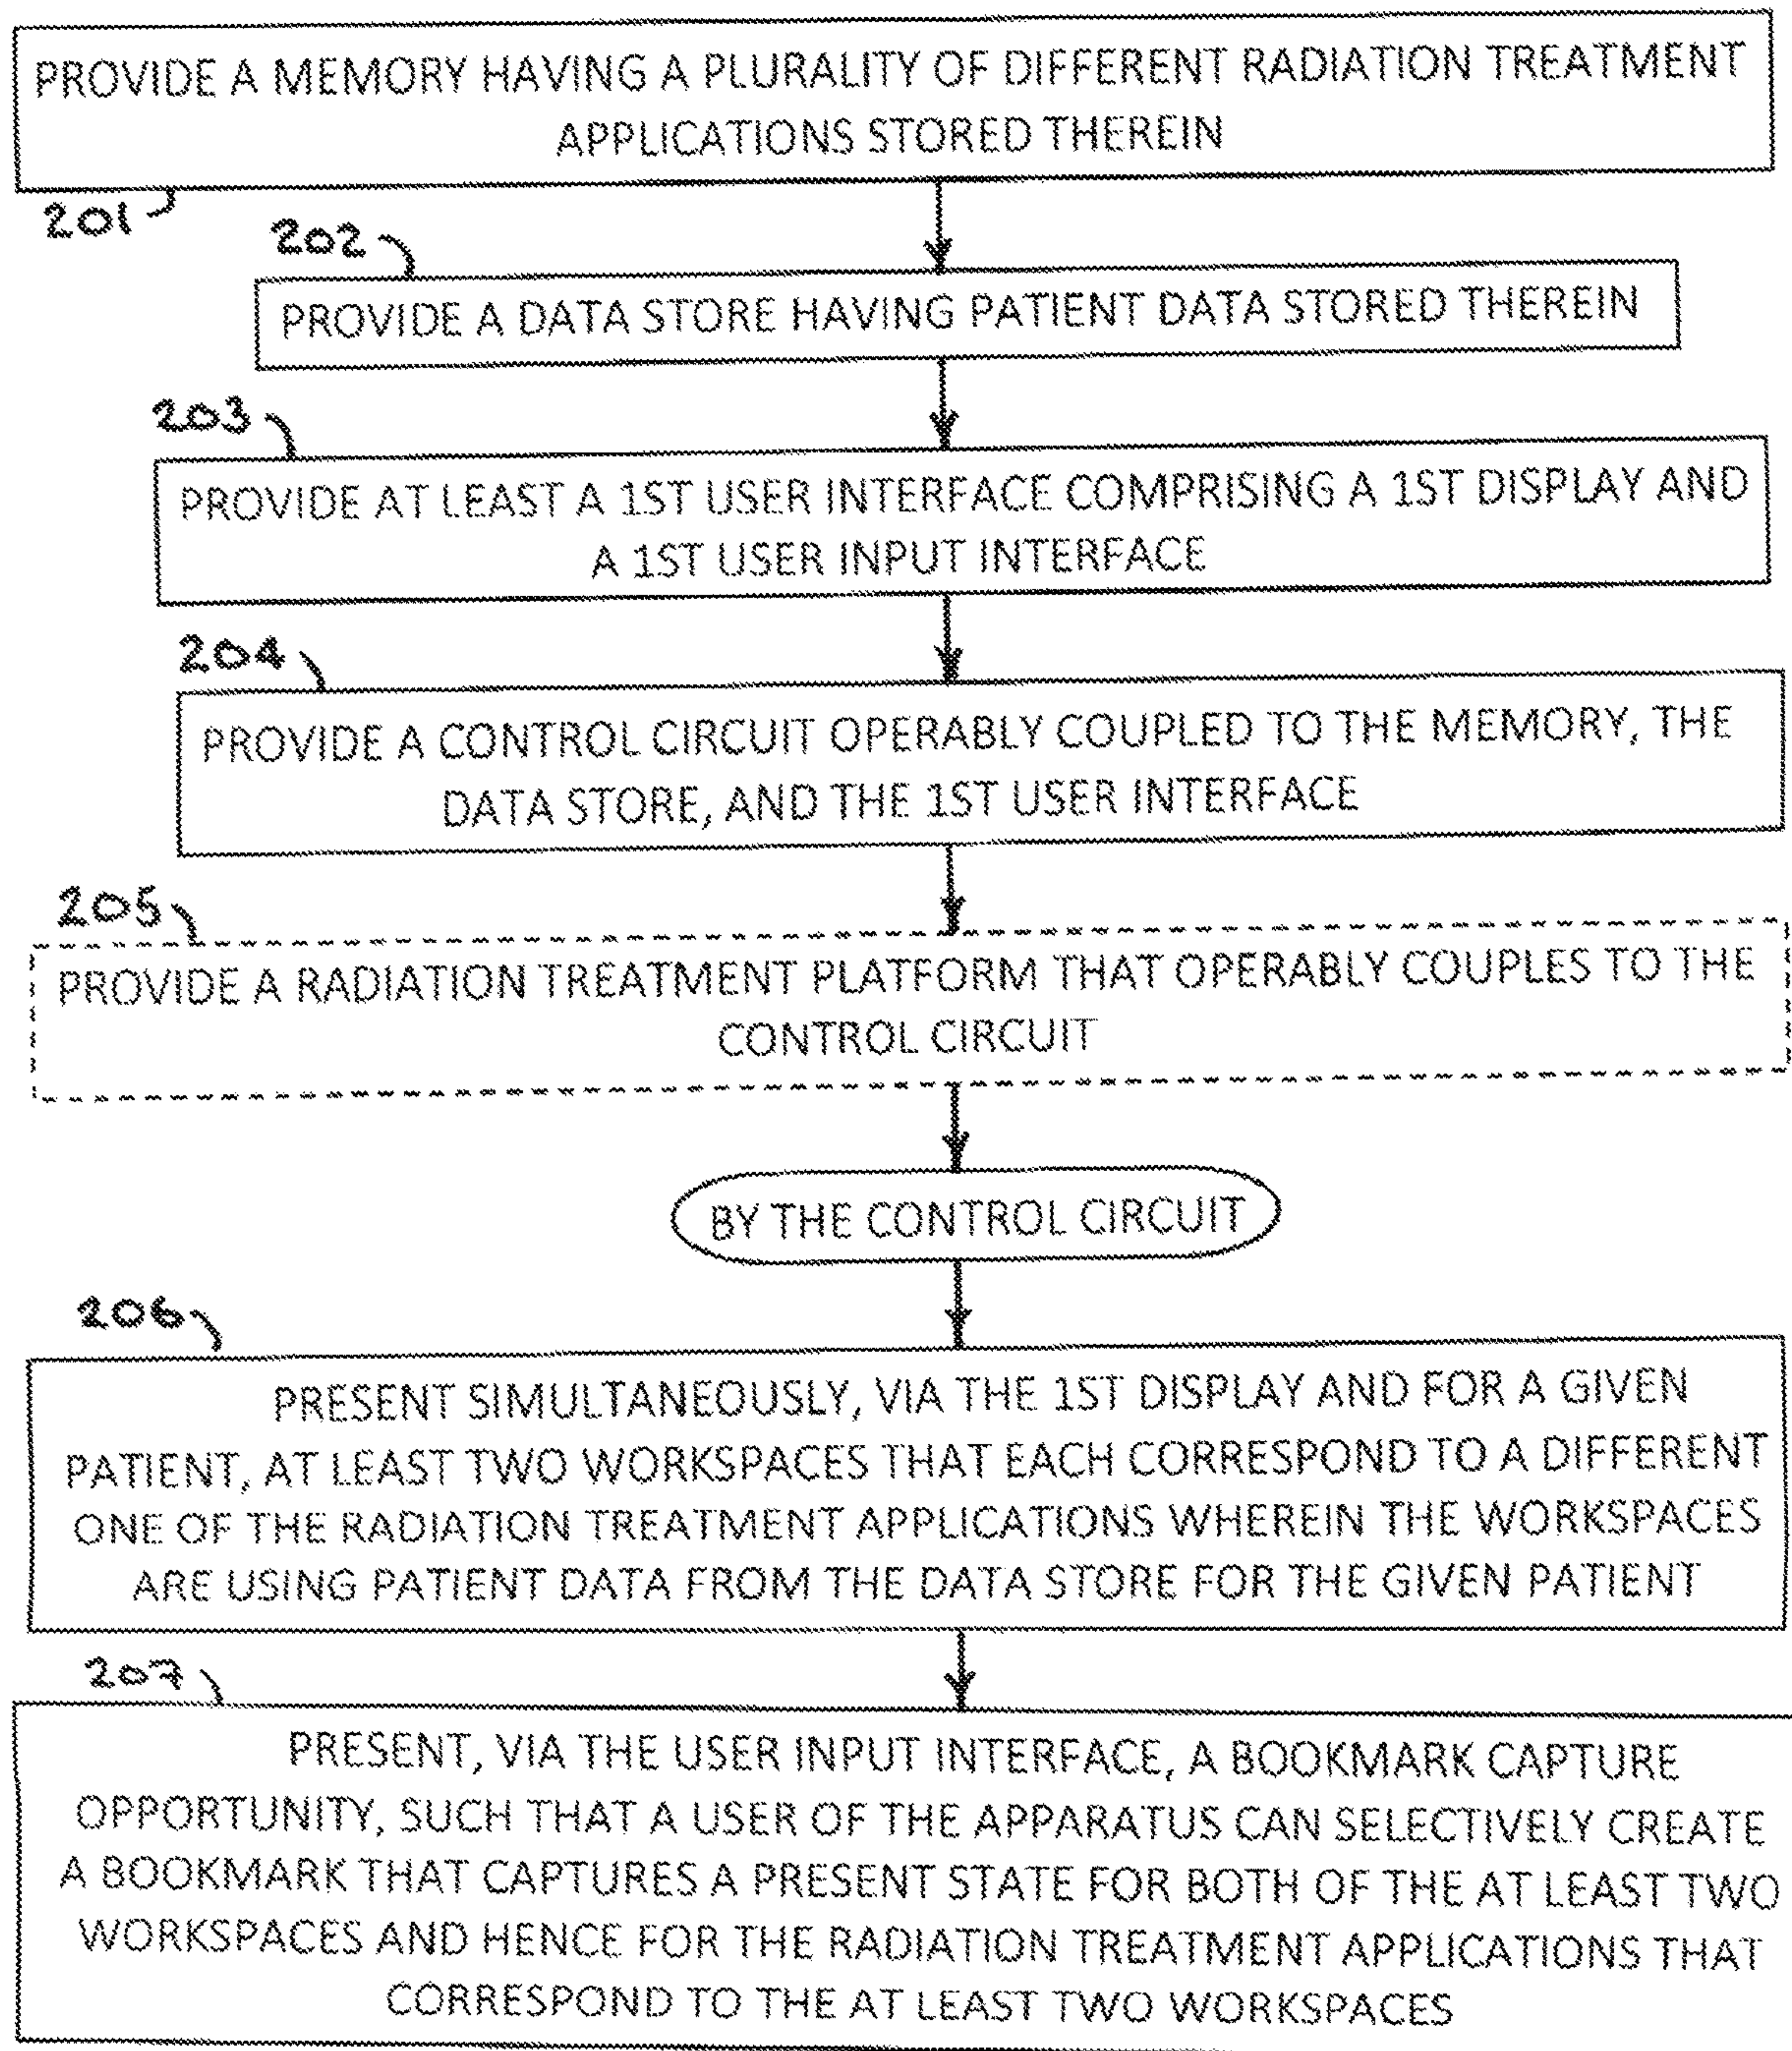 PROVIDE A MEMORY HAVING A PLURALITY OF DIFFERENT RADIATION TREATMENT
APPLICATIONS STORED THEREIN
201
202
PROVIDE A DATA STORE HAVING PATIENT DATA STORED THEREIN
203
PROVIDE AT LEAST A 1ST USER INTERFACE COMPRISING A 1ST DISPLAY AND
A 1ST USER INPUT INTERFACE
204
PROVIDE A CONTROL CIRCUIT OPERABLY COUPLED TO THE MEMORY, THE
DATA STORE, AND THE 1ST USER INTERFACE
205
PROVIDE A RADIATION TREATMENT PLATFORM THAT OPERABLY COUPLES TO THE
CONTROL CIRCUIT
BY THE CONTROL CIRCUIT
206
PRESENT SIMULTANEOUSLY, VIA THE 1ST DISPLAY AND FOR A GIVEN
PATIENT, AT LEAST TWO WORKSPACES THAT EACH CORRESPOND TO A DIFFERENT
ONE OF THE RADIATION TREATMENT APPLICATIONS WHEREIN THE WORKSPACES
ARE USING PATIENT DATA FROM THE DATA STORE FOR THE GIVEN PATIENT
207
PRESENT, VIA THE USER INPUT INTERFACE, A BOOKMARK CAPTURE
OPPORTUNITY, SUCH THAT A USER OF THE APPARATUS CAN SELECTIVELY CREATE
A BOOKMARK THAT CAPTURES A PRESENT STATE FOR BOTH OF THE AT LEAST TWO
WORKSPACES AND HENCE FOR THE RADIATION TREATMENT APPLICATIONS THAT
CORRESPOND TO THE AT LEAST TWO WORKSPACES